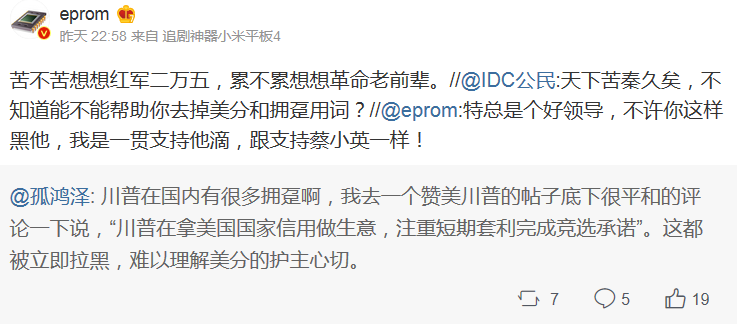 eprom
昨天 22:58 来自 追剧神器小米平板4
苦不苦想想红军二万五，累不累想想革命老前辈。//@IDC公民:天下苦秦久矣，不
知道能不能帮助你去掉美分和拥趸用词？//@eprom:特总是个好领导，不许你这样
黑他，我是一贯支持他滴，跟支持蔡小英一样！
@孤鸿泽: 川普在国内有很多拥趸啊，我去一个赞美川普的帖子底下很平和的评
论一下说，“川普在拿美国国家信用做生意，注重短期套利完成竞选承诺”。这都
被立即拉黑，难以理解美分的护主心切。
7 5 19